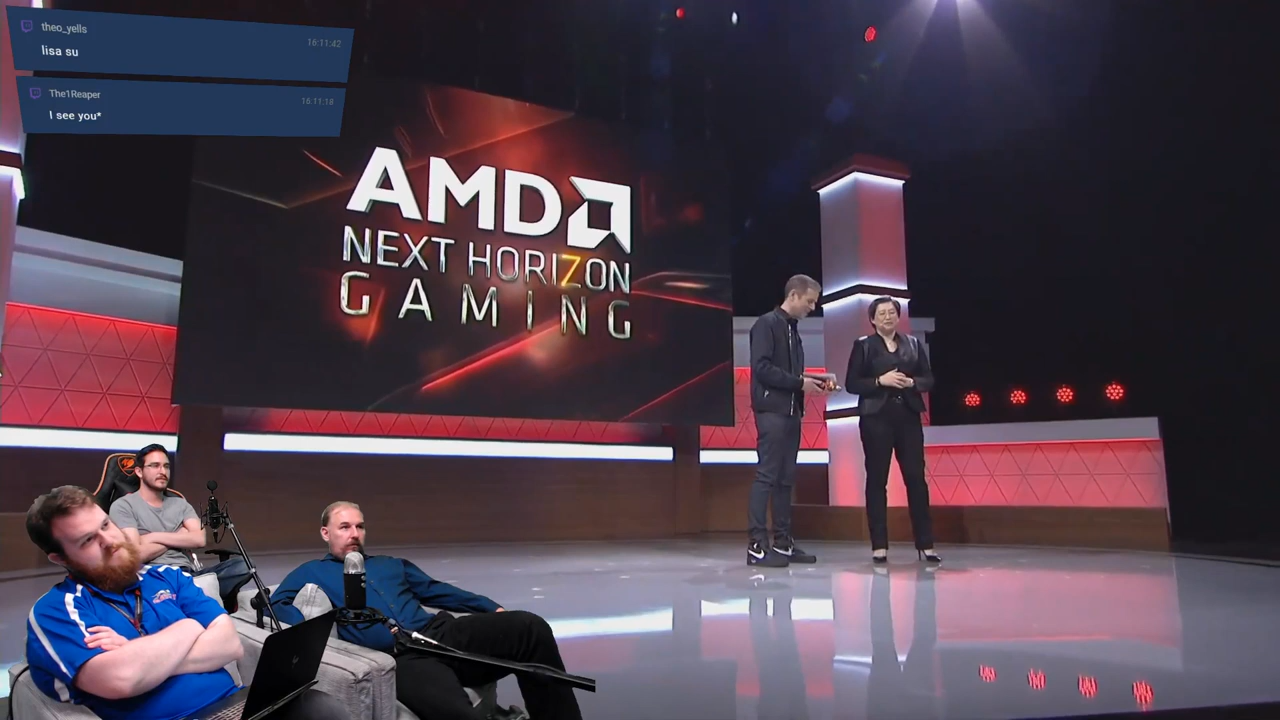 theo_yells
16:11:42
lisa su
The1Reaper
16:11:18
I see you*
AMD
NEXT HORIZON
GAMING